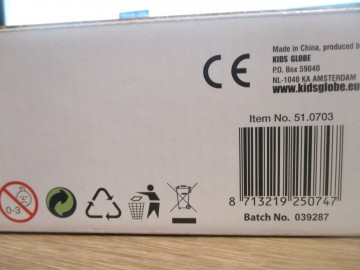 Made in China, produced by
KIDS GLOBE
P.O. Box 59040
NL-1040 KA AMSTERDAM
www.kidsglobe.eu
CE
Item No. 51.0703
8 713219 250747
Batch No. 039287
0-3